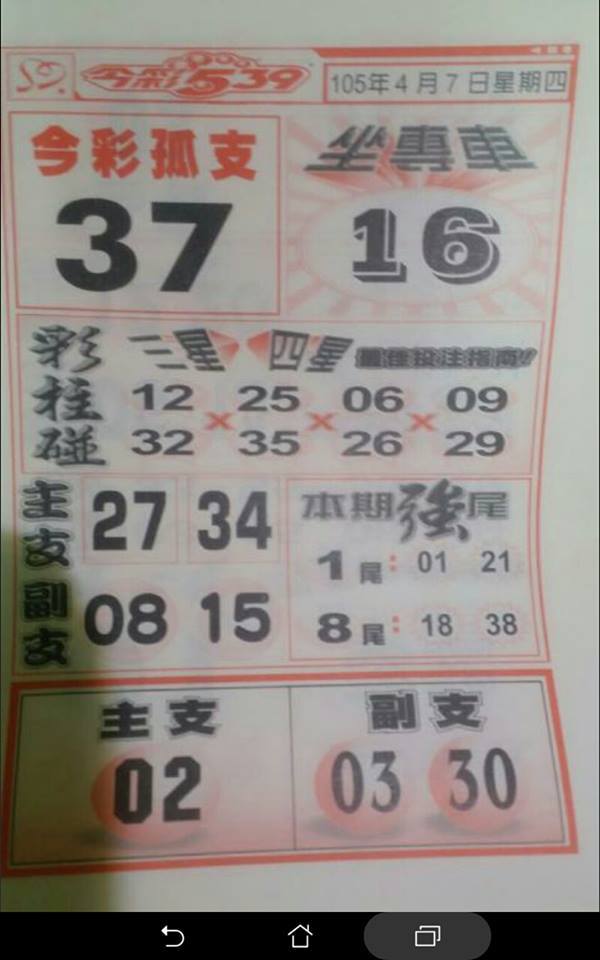 今彩539
105年4月7日星期四
今彩孤支
37
專車
16
彩柱碰
三星 四星 最佳投注指南!!
12 × 25 × 06 × 09
32 35 26 29
主支
27 34
副支
08 15
本期強尾
1尾: 01 21
8尾: 18 38
主支
02
副支
03 30